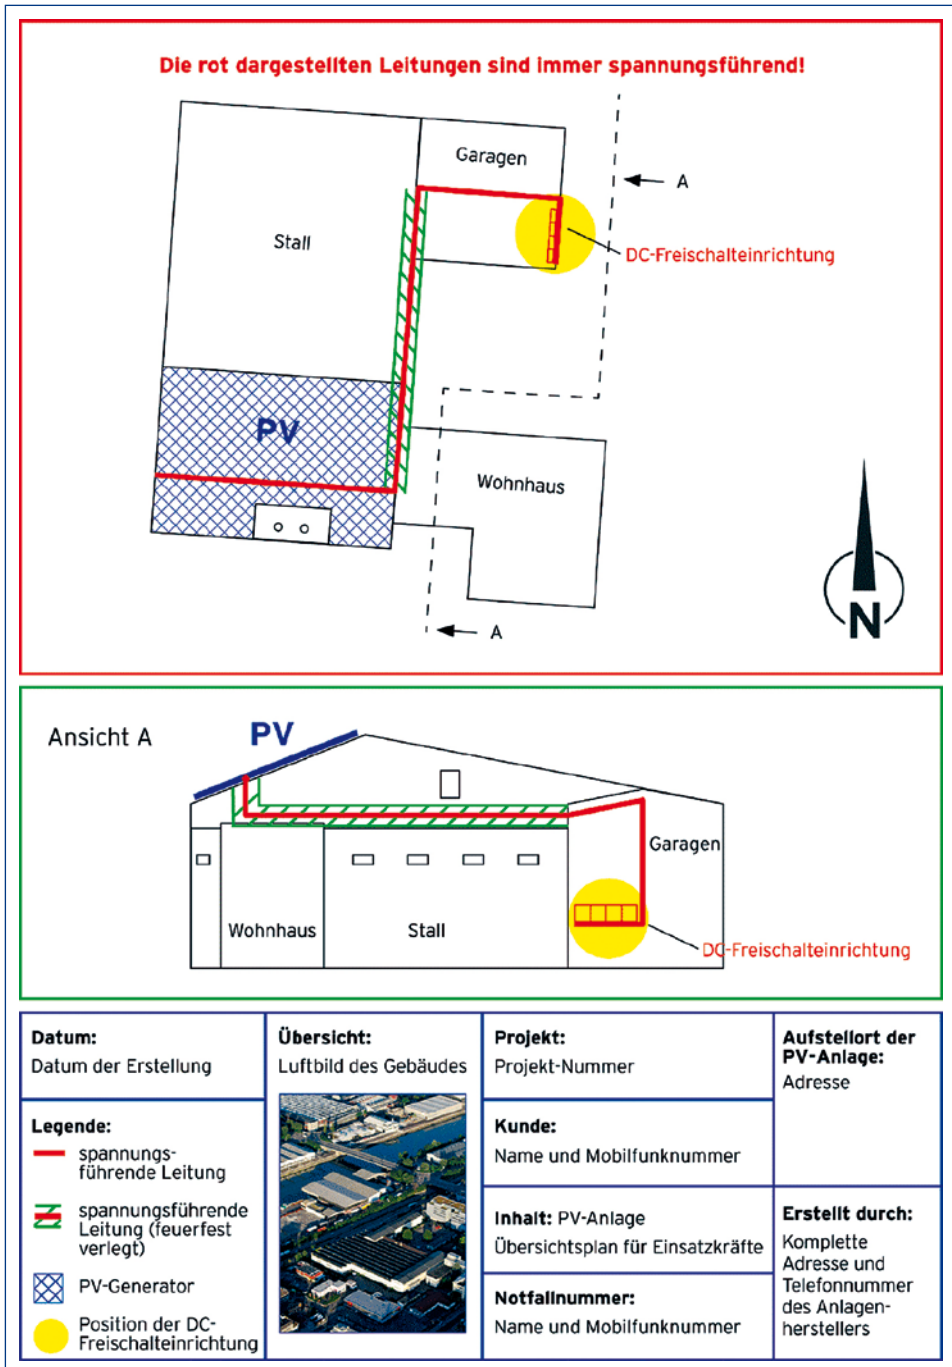 Die rot dargestellten Leitungen sind immer spannungsführend!
Garagen
A
Stall
DC-Freischalteinrichtung
PV
Wohnhaus
N
A
Ansicht A
PV
Garagen
Wohnhaus
Stall
DC-Freischalteinrichtung
Datum:
Datum der Erstellung
Legende:
spannungs-
führende Leitung
spannungsführende
Leitung (feuerfest
verlegt)
PV-Generator
Position der DC-
Freischalteinrichtung
Übersicht:
Luftbild des Gebäudes
Projekt:
Projekt-Nummer
Kunde:
Name und Mobilfunknummer
Inhalt: PV-Anlage
Übersichtsplan für Einsatzkräfte
Notfallnummer:
Name und Mobilfunknummer
Aufstellort der
PV-Anlage:
Adresse
Erstellt durch:
Komplette
Adresse und
Telefonnummer
des Anlagen-
herstellers